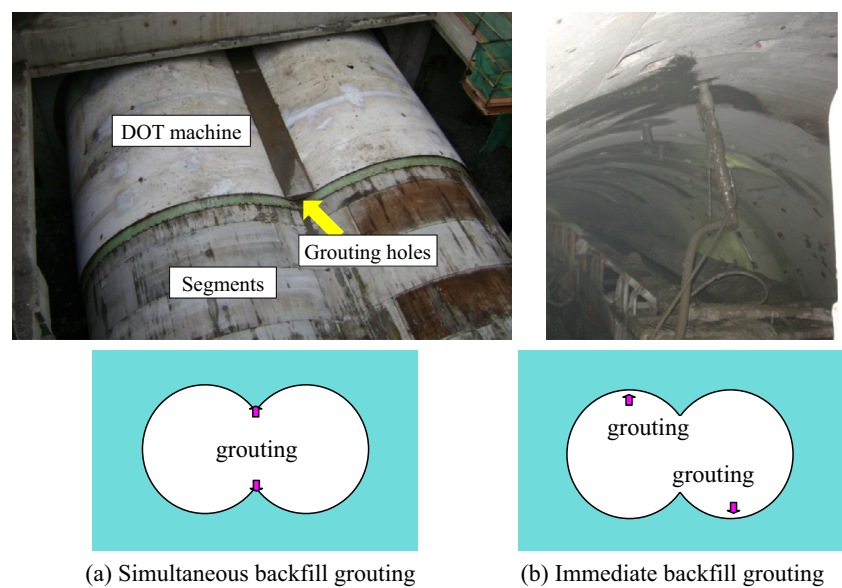 DOT machine
Grouting holes
Segments
grouting
grouting
grouting
(a) Simultaneous backfill grouting
(b) Immediate backfill grouting